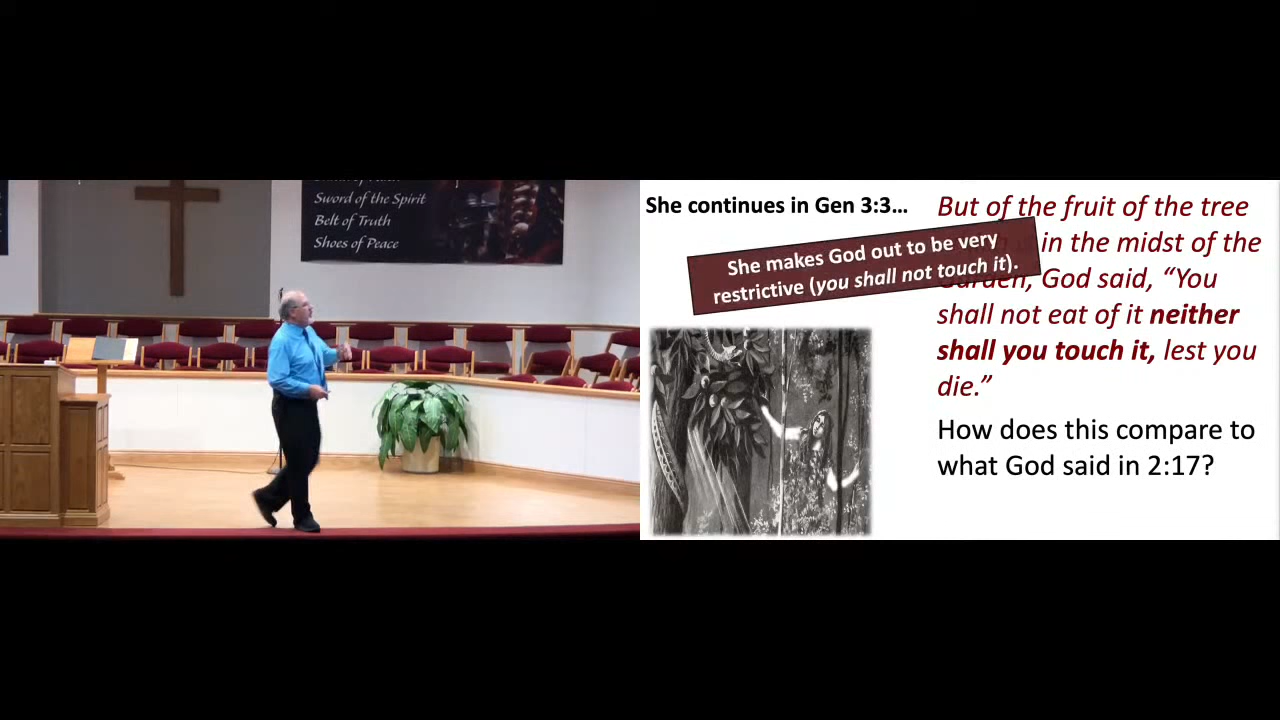 Sword of the Spirit
Belt of Truth
Shoes of Peace
She continues in Gen 3:3...
She makes God out to be very
restrictive (you shall not touch it).
But of the fruit of the tree
in the midst of the
Garden, God said, “You
shall not eat of it neither
shall you touch it, lest you
die.”
How does this compare to
what God said in 2:17?